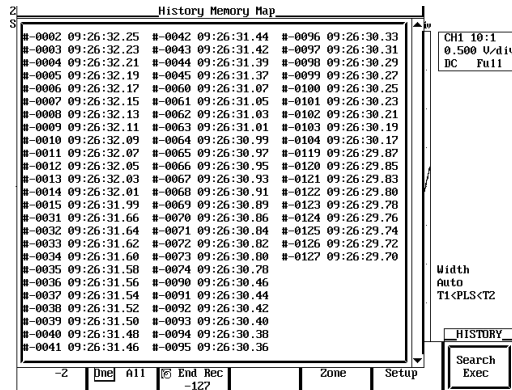 History Memory Map
#-0002 09:26:32.25 #-0042 09:26:31.44 #-0096 09:26:30.33
#-0003 09:26:32.23 #-0043 09:26:31.42 #-0097 09:26:30.31
#-0004 09:26:32.21 #-0044 09:26:31.39 #-0098 09:26:30.29
#-0005 09:26:32.19 #-0045 09:26:31.37 #-0099 09:26:30.27
#-0006 09:26:32.17 #-0060 09:26:31.07 #-0100 09:26:30.25
#-0007 09:26:32.15 #-0061 09:26:31.05 #-0101 09:26:30.23
#-0008 09:26:32.13 #-0062 09:26:31.03 #-0102 09:26:30.21
#-0009 09:26:32.11 #-0063 09:26:31.01 #-0103 09:26:30.19
#-0010 09:26:32.09 #-0064 09:26:30.99 #-0104 09:26:30.17
#-0011 09:26:32.07 #-0065 09:26:30.97 #-0119 09:26:29.87
#-0012 09:26:32.05 #-0066 09:26:30.95 #-0120 09:26:29.85
#-0013 09:26:32.03 #-0067 09:26:30.93 #-0121 09:26:29.83
#-0014 09:26:32.01 #-0068 09:26:30.91 #-0122 09:26:29.80
#-0015 09:26:31.99 #-0069 09:26:30.89 #-0123 09:26:29.78
#-0031 09:26:31.66 #-0070 09:26:30.86 #-0124 09:26:29.76
#-0032 09:26:31.64 #-0071 09:26:30.84 #-0125 09:26:29.74
#-0033 09:26:31.62 #-0072 09:26:30.82 #-0126 09:26:29.72
#-0034 09:26:31.60 #-0073 09:26:30.80 #-0127 09:26:29.70
#-0035 09:26:31.58 #-0074 09:26:30.78
#-0036 09:26:31.56 #-0090 09:26:30.46
#-0037 09:26:31.54 #-0091 09:26:30.44
#-0038 09:26:31.52 #-0092 09:26:30.42
#-0039 09:26:31.50 #-0093 09:26:30.40
#-0040 09:26:31.48 #-0094 09:26:30.38
#-0041 09:26:31.46 #-0095 09:26:30.36
CH1 10:1
0.500 V/div
DC Full
Width
Auto
T1<PLS<T2
HISTORY
Search
Exec
-2 One All End Rec Zone Setup
-127